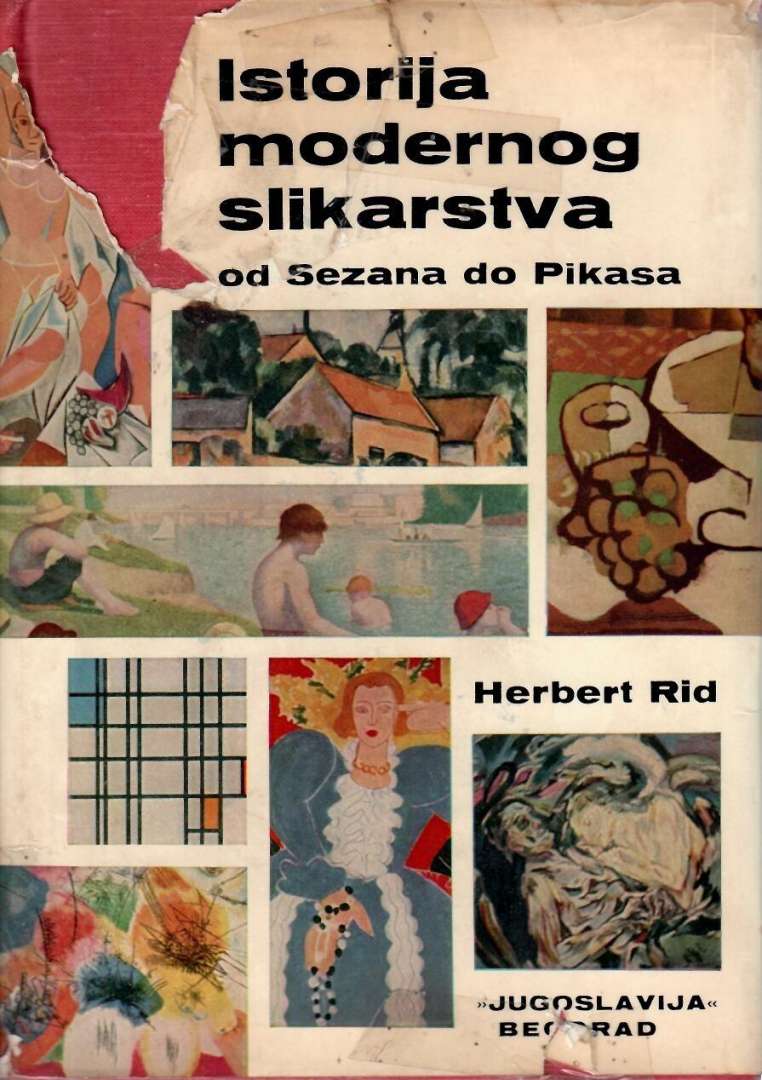 Istorija
modernog
slikarstva
od Sezana do Pikasa
Herbert Rid
»JUGOSLAVIJA«
BEOGRAD